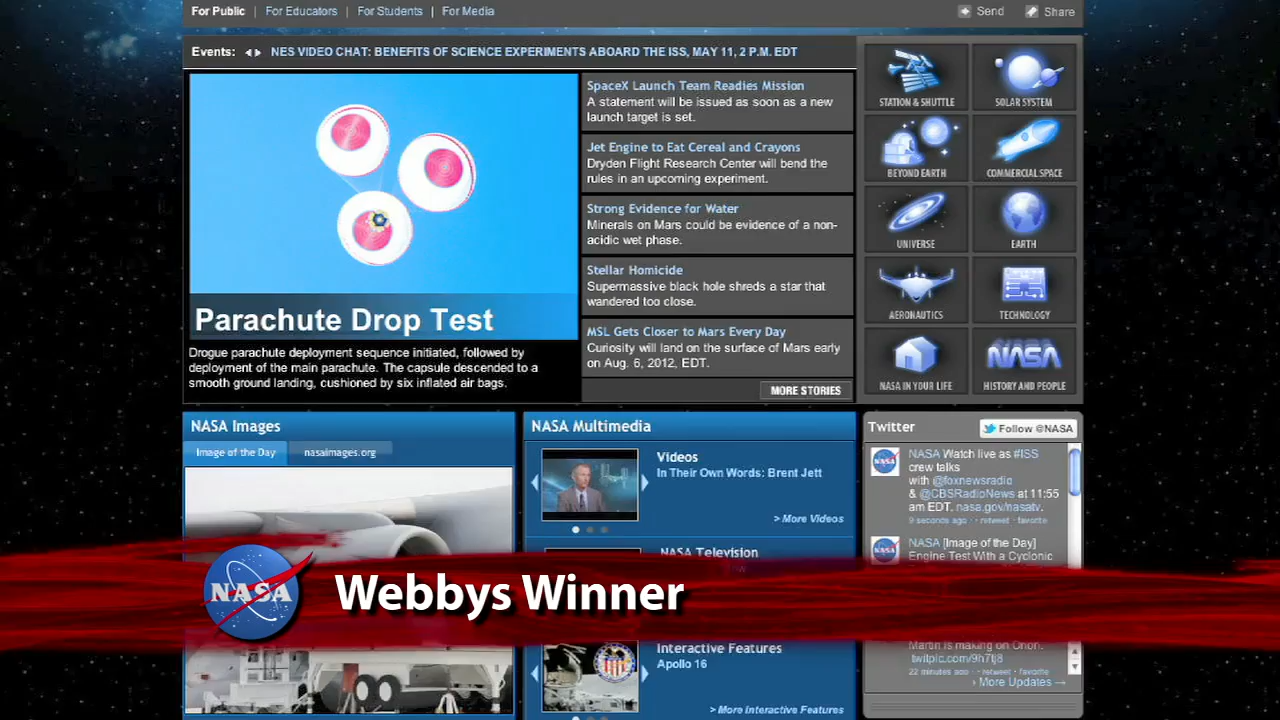 For Public | For Educators | For Students | For Media
Send
Share
Events:
NES VIDEO CHAT: BENEFITS OF SCIENCE EXPERIMENTS ABOARD THE ISS, MAY 11, 2 P.M. EDT
Parachute Drop Test
Drogue parachute deployment sequence initiated, followed by
deployment of the main parachute. The capsule descended to a
smooth ground landing, cushioned by six inflated air bags.
SpaceX Launch Team Readies Mission
A statement will be issued as soon as a new
launch target is set.
Jet Engine to Eat Cereal and Crayons
Dryden Flight Research Center will bend the
rules in an upcoming experiment.
Strong Evidence for Water
Minerals on Mars could be evidence of a non-
acidic wet phase.
Stellar Homicide
Supermassive black hole shreds a star that
wandered too close.
MSL Gets Closer to Mars Every Day
Curiosity will land on the surface of Mars early
on Aug. 6, 2012, EDT.
MORE STORIES
STATION & SHUTTLE
SOLAR SYSTEM
BEYOND EARTH
COMMERCIAL SPACE
UNIVERSE
EARTH
AERONAUTICS
TECHNOLOGY
NASA IN YOUR LIFE
NASA
HISTORY AND PEOPLE
NASA Images
Image of the Day
nasaimages.org
NASA Multimedia
Videos
In Their Own Words: Brent Jett
> More Videos
NASA Television
Interactive Features
Apollo 16
> More Interactive Features
Twitter
Follow @NASA
NASA Watch live as #ISS
crew talks
with @foxnewsradio
& @CBSRadioNews at 11:55
am EDT, nasa.gov/nasatv.
9 seconds ago · retweet · favorite
NASA [Image of the Day]
Engine Test With a Cyclonic
Martin is making on Orion.
twitpic.com/9h7tj8
22 minutes ago · retweet · favorite
› More Updates →
NASA
Webbys Winner